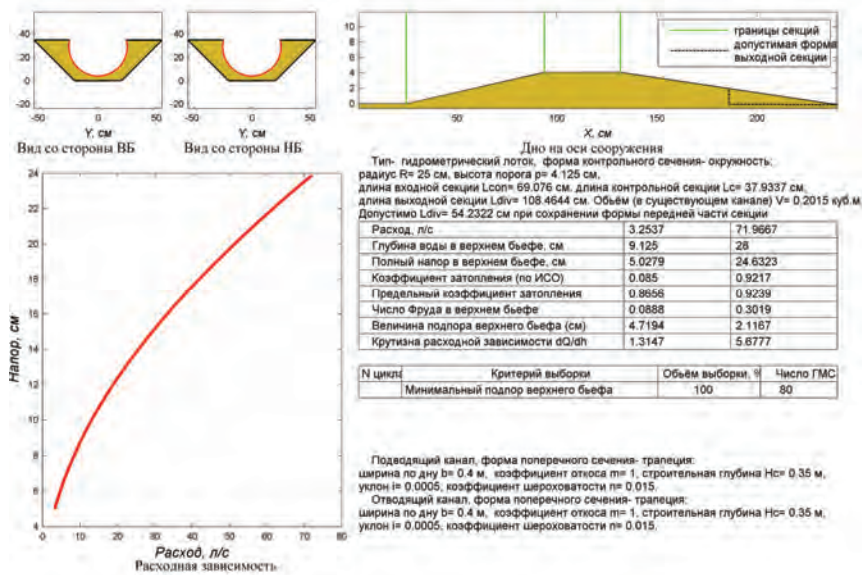 40
20
0
-20
-50
0
50
Y, см
Вид со стороны ВБ
40
20
0
-20
-50
0
50
Y, см
Вид со стороны НБ
10
8
6
4
2
0
50
100
150
200
X, см
Дно на оси сооружения
границы секций
допустимая форма
выходной секции
Тип- гидрометрический лоток, форма контрольного сечения- окружность:
радиус R= 25 см, высота порога p= 4.125 см,
длина входной секции Lcon= 69.076 см, длина контрольной секции Lc= 37.9337 см,
длина выходной секции Ldiv= 108.4644 см. Объём (в существующем канале) V= 0.2015 куб.м
Допустимо Ldiv= 54.2322 см при сохранении формы передней части секции
Расход, л/с 3.2537 71.9667
Глубина воды в верхнем бьефе, см 9.125 28
Полный напор в верхнем бьефе, см 5.0279 24.6323
Коэффициент затопления (по ИСО) 0.085 0.9217
Предельный коэффициент затопления 0.8656 0.9239
Число Фруда в верхнем бьефе 0.0888 0.3019
Величина подпора верхнего бьефа (см) 4.7194 2.1167
Крутизна расходной зависимости dQ/dh 1.3147 5.6777
N цикла Критерий выборки Объём выборки, % Число ГМС
Минимальный подпор верхнего бьефа 100 80
Подводящий канал, форма поперечного сечения- трапеция:
ширина по дну b= 0.4 м, коэффициент откоса m= 1, строительная глубина Hc= 0.35 м,
уклон i= 0.0005, коэффициент шероховатости n= 0.015.
Отводящий канал, форма поперечного сечения- трапеция:
ширина по дну b= 0.4 м, коэффициент откоса m= 1, строительная глубина Hc= 0.35 м,
уклон i= 0.0005, коэффициент шероховатости n= 0.015.
24
22
20
18
16
14
12
10
8
6
4
Напор, см
0
10
20
30
40
50
60
70
80
Расход, л/с
Расходная зависимость